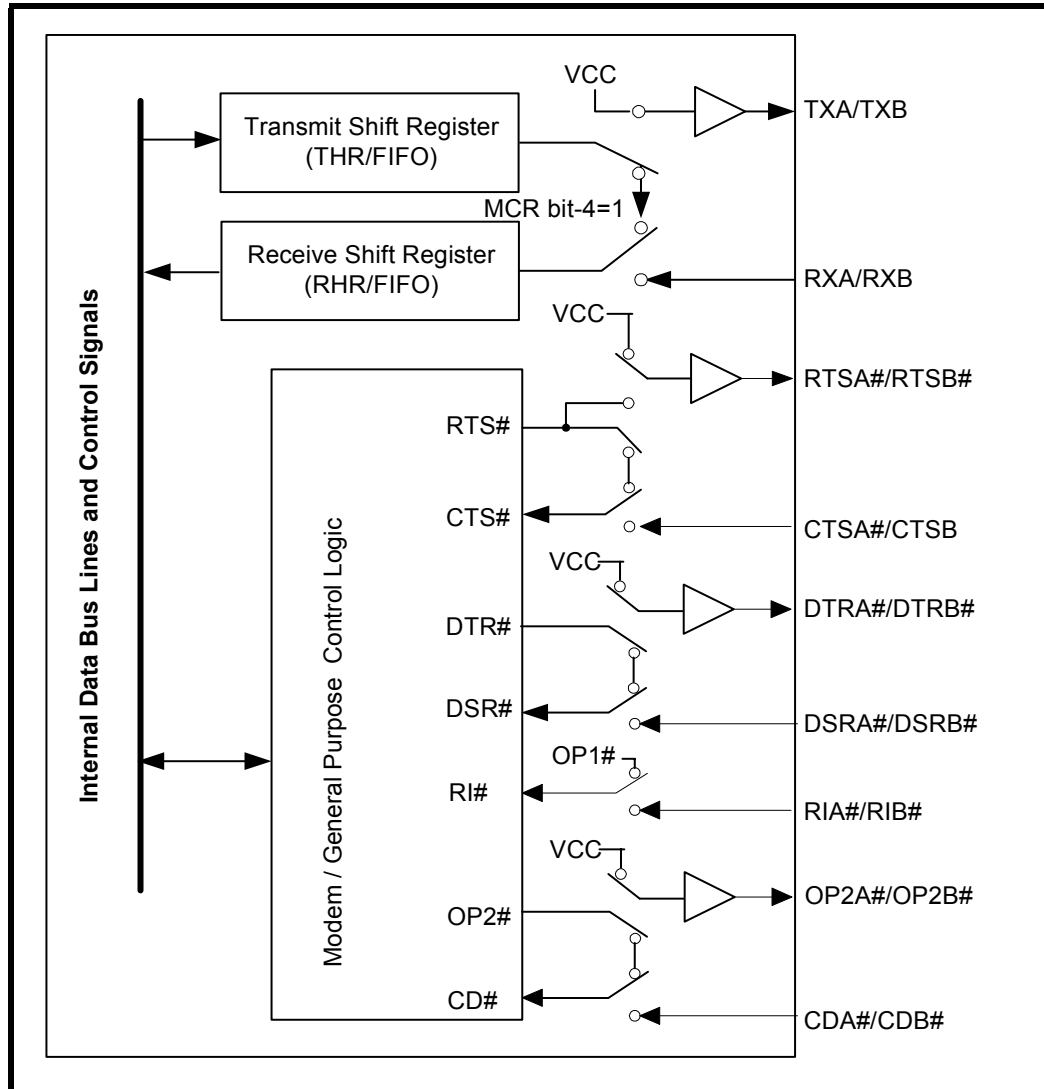 VCC
TXA/TXB
Transmit Shift Register
(THR/FIFO)
MCR bit-4=1
Receive Shift Register
(RHR/FIFO)
RXA/RXB
VCC
RTSA#/RTSB#
RTS#
CTS#
CTSA#/CTSB
VCC
DTRA#/DTRB#
DTR#
DSR#
DSRA#/DSRB#
OP1#
RI#
RIA#/RIB#
VCC
OP2A#/OP2B#
OP2#
CD#
CDA#/CDB#
Internal Data Bus Lines and Control Signals
Modem / General Purpose Control Logic